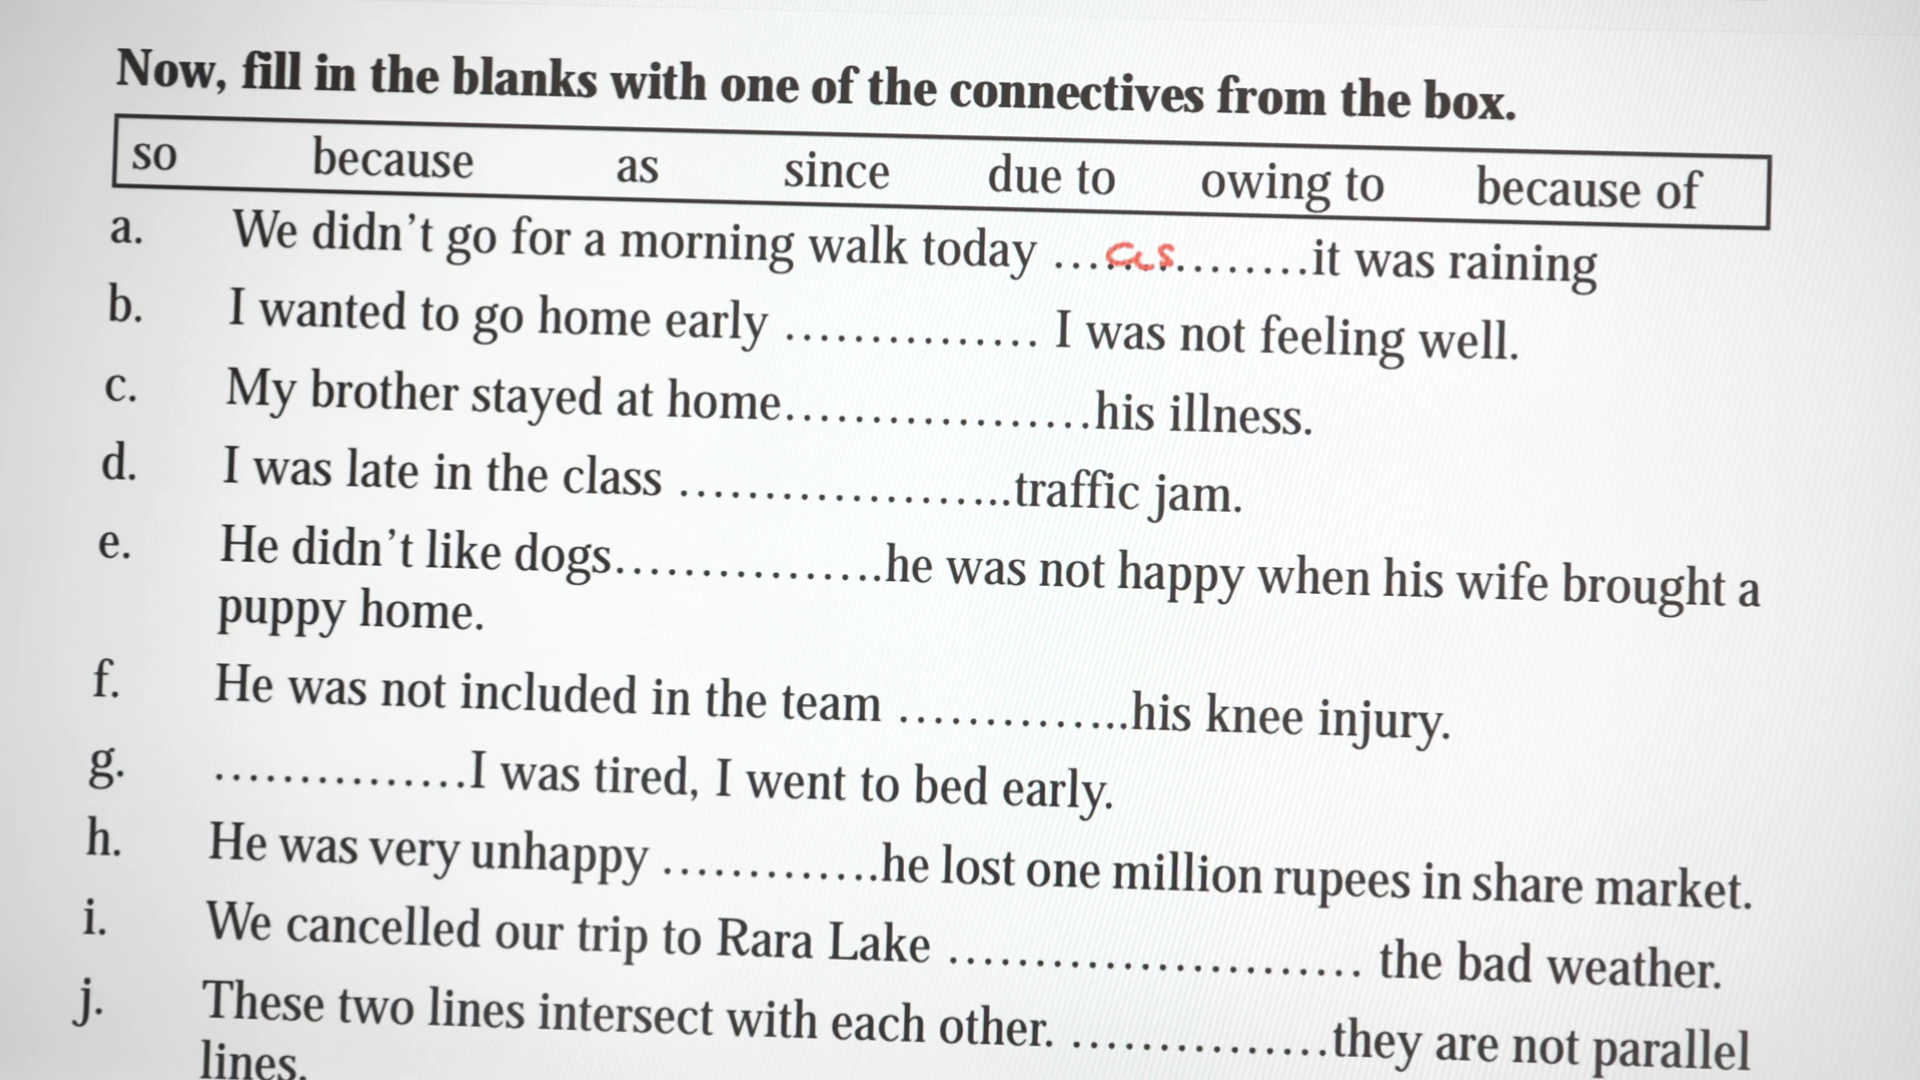 Now, fill in the blanks with one of the connectives from the box.
so because as since due to owing to because of
a. We didn't go for a morning walk today ....as.........it was raining
b. I wanted to go home early ............... I was not feeling well.
c. My brother stayed at home..................his illness.
d. I was late in the class ....................traffic jam.
e. He didn't like dogs................he was not happy when his wife brought a
puppy home.
f. He was not included in the team ..............his knee injury.
g. ...............I was tired, I went to bed early.
h. He was very unhappy .............he lost one million rupees in share market.
i. We cancelled our trip to Rara Lake ......................... the bad weather.
j. These two lines intersect with each other. ...............they are not parallel
lines.